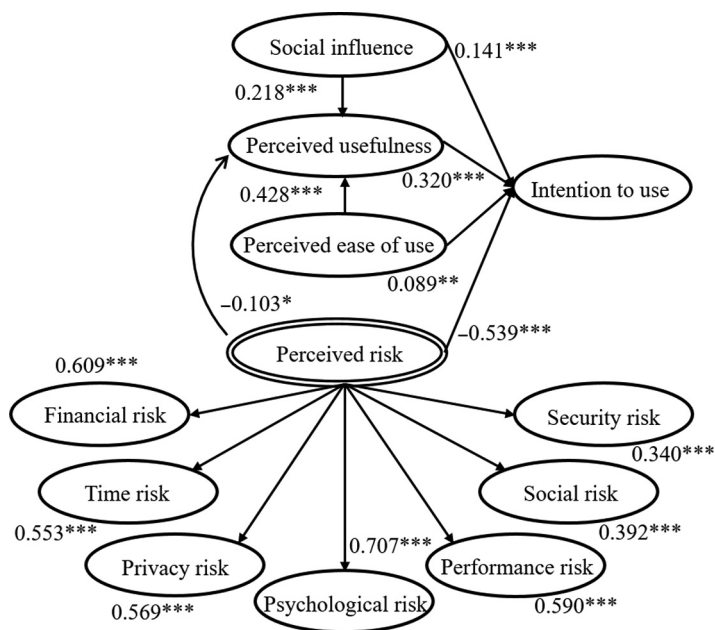 Social influence
0.141***
0.218***
Perceived usefulness
0.320***
Intention to use
0.428***
Perceived ease of use
0.089**
−0.103*
−0.539***
Perceived risk
0.609***
Financial risk
Security risk
0.340***
Time risk
Social risk
0.553***
0.392***
0.707***
Privacy risk
Performance risk
0.569***
Psychological risk
0.590***